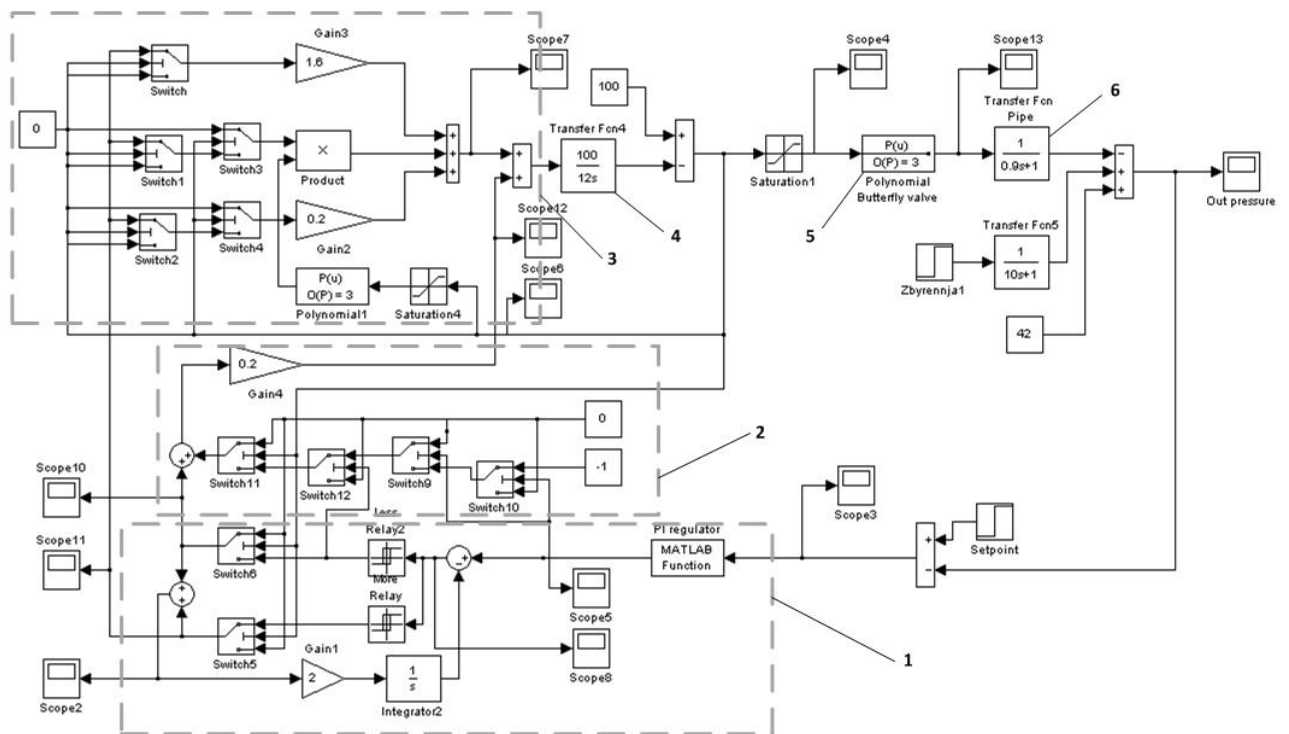 Gain3
1.6
Switch
Scope7
Scope4
Scope13
100
Transfer Fcn
Pipe
6
0
Transfer Fcn4
100
12s
Switch1
Switch3
×
Product
+
+
+
+
+
+
−
Saturation1
P(u)
O(P) = 3
Polynomial
Butterfly valve
1
0.9s+1
−
+
+
Out pressure
Switch2
Switch4
0.2
Gain2
Scope12
3
4
5
Transfer Fcn5
1
10s+1
Zbyrennja1
Scope6
P(u)
O(P) = 3
Polynomial1
Saturation4
42
0.2
Gain4
0
-1
2
Switch11
Switch12
Switch9
Switch10
Scope10
Less
Relay2
PI regulator
MATLAB
Function
Scope3
Setpoint
+
−
Scope11
Switch6
More
Relay
Scope5
Switch5
Gain1
2
1
s
Integrator2
Scope8
1
Scope2